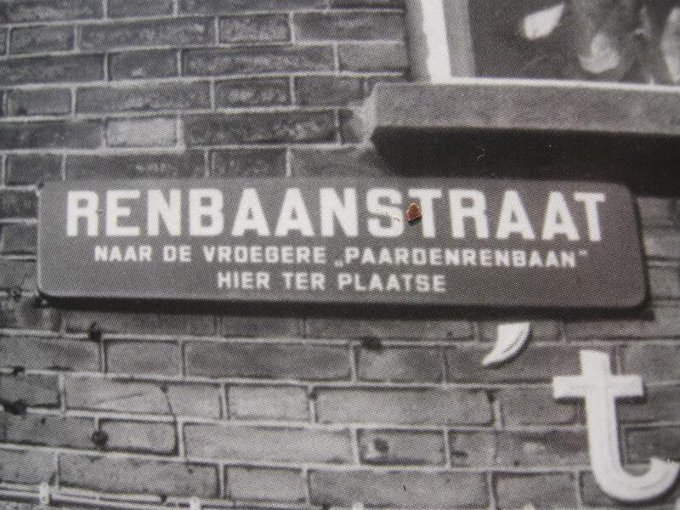 RENBAANSTRAAT
NAAR DE VROEGERE „PAARDENRENBAAN"
HIER TER PLAATSE
't